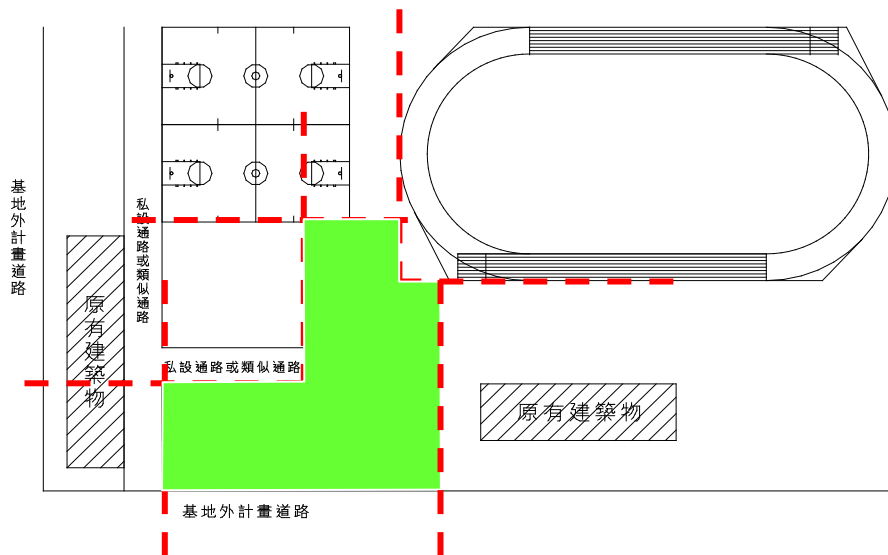 基地外計畫道路
私設通路或類似通路
原有建築物
私設通路或類似通路
原有建築物
基地外計畫道路